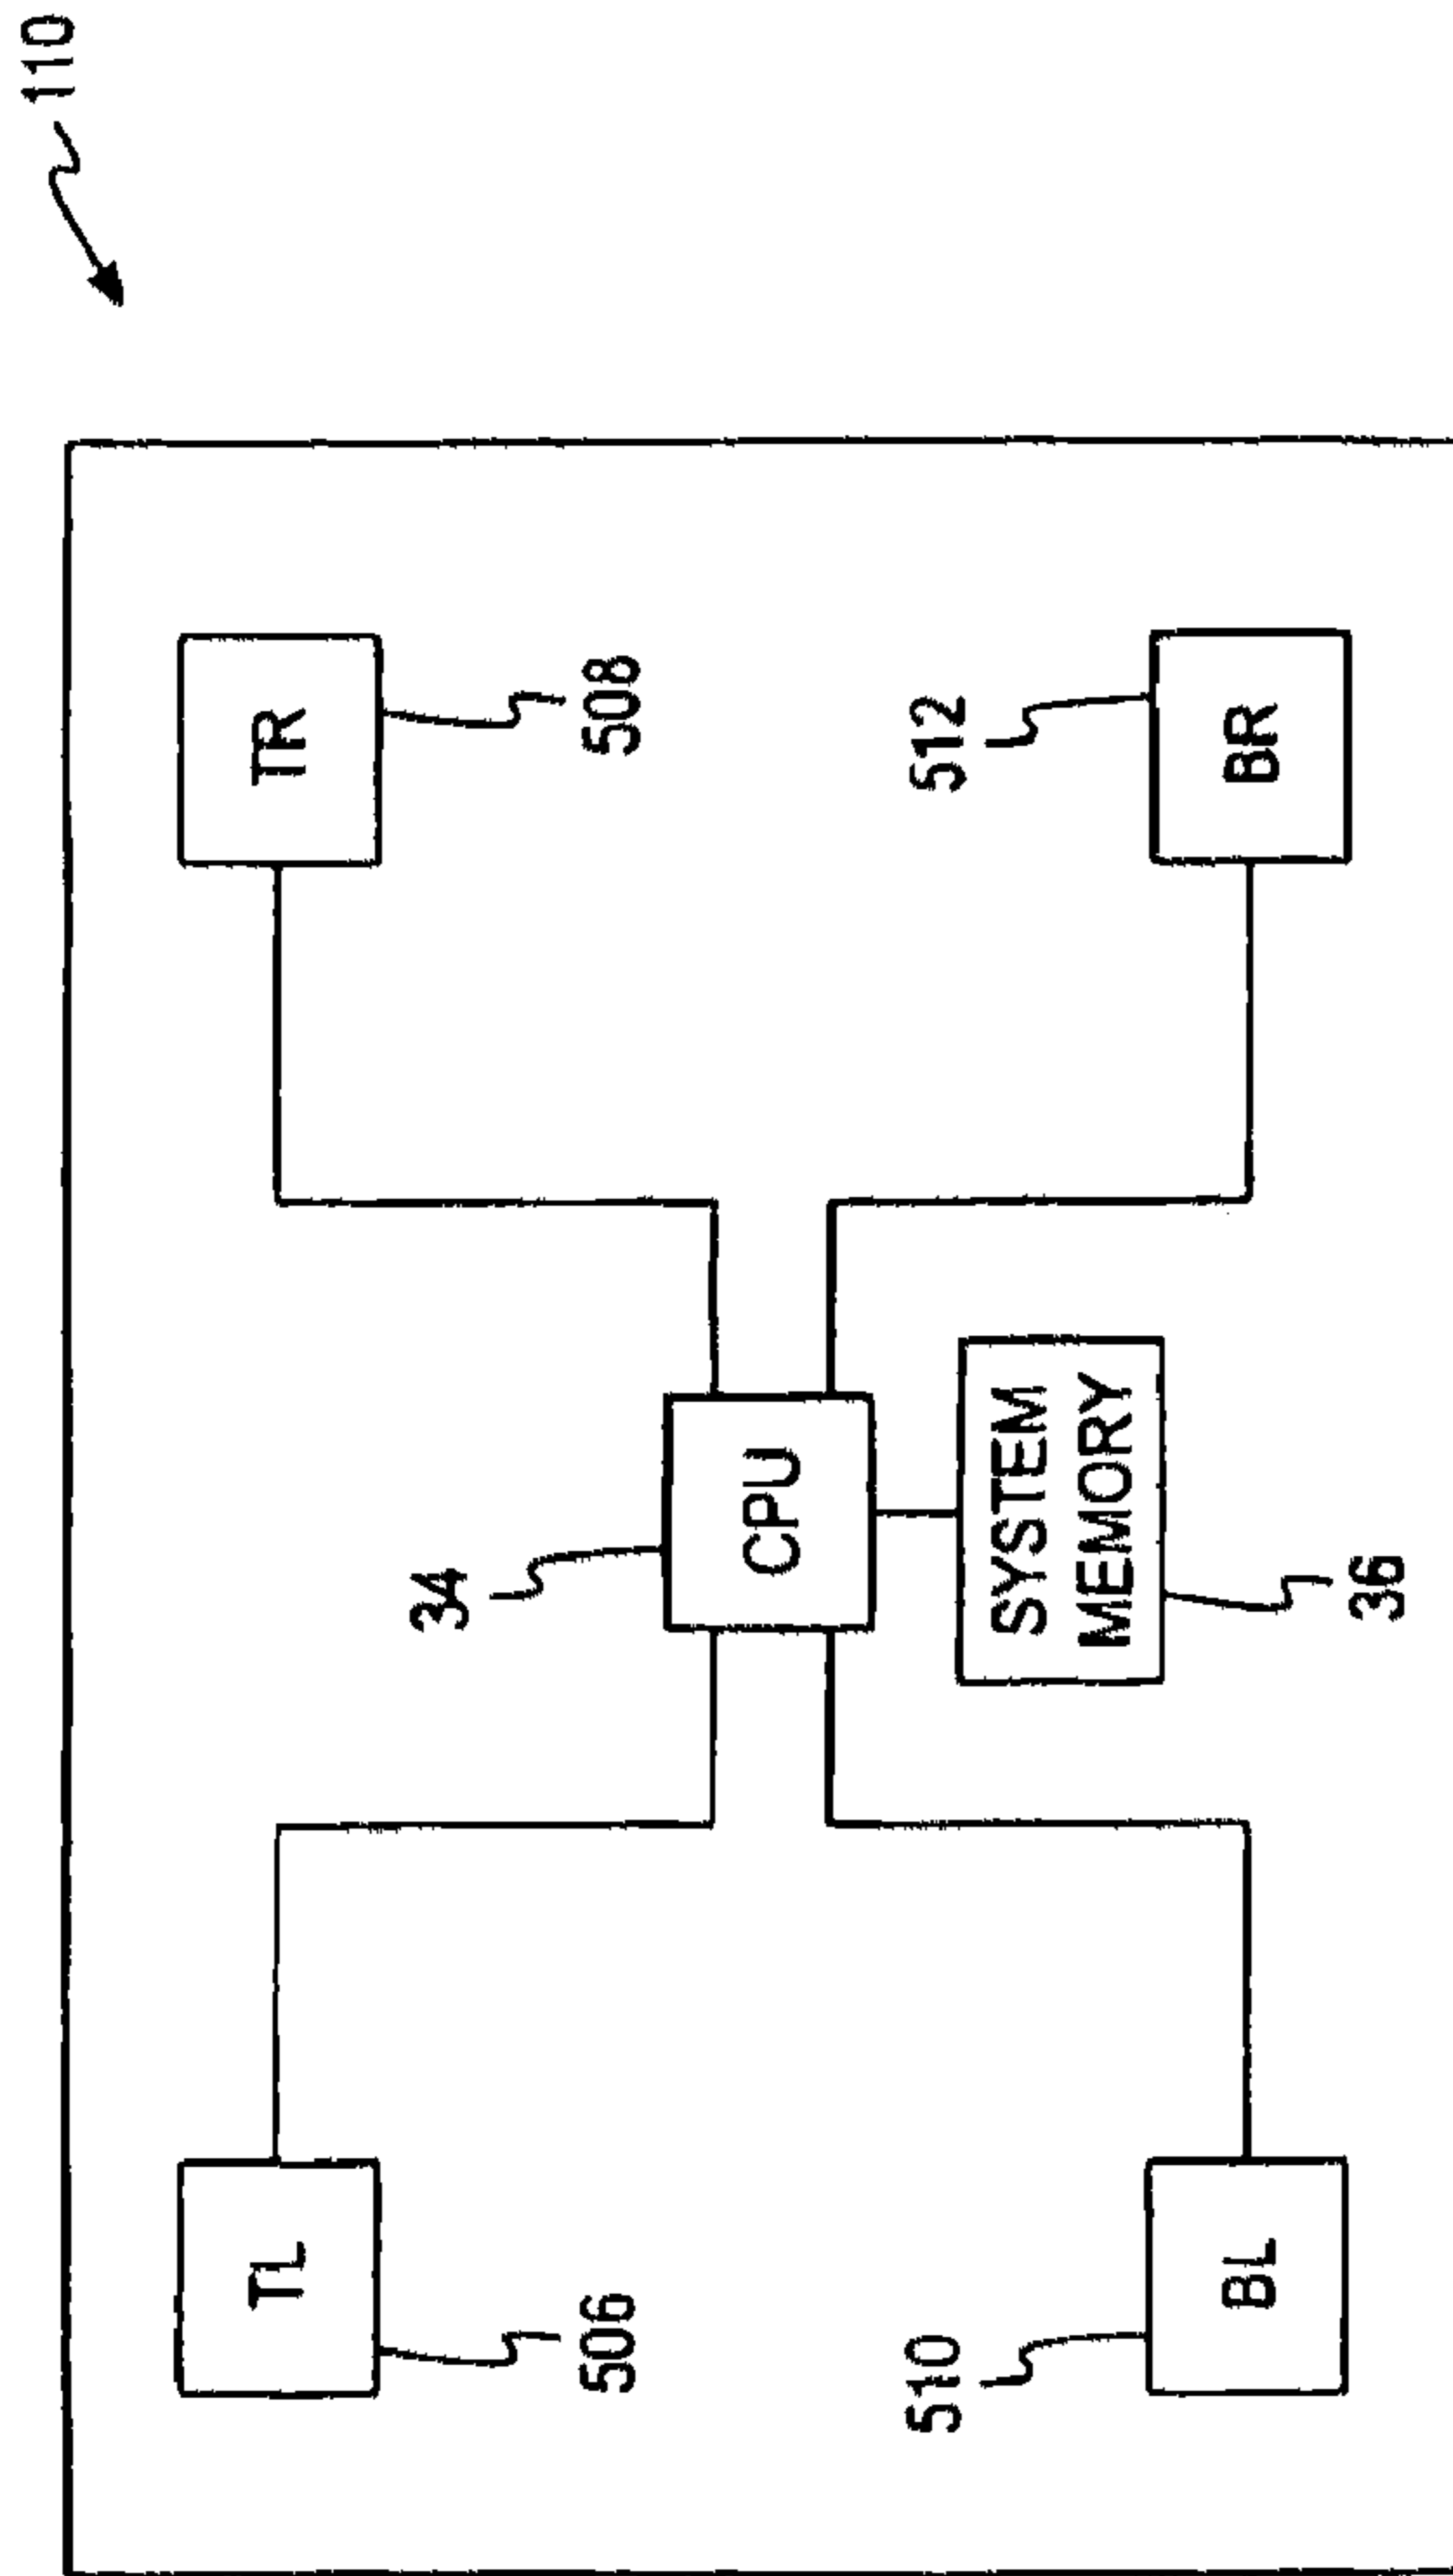 110
TL
506
TR
508
34
CPU
SYSTEM
MEMORY
36
510
BL
512
BR